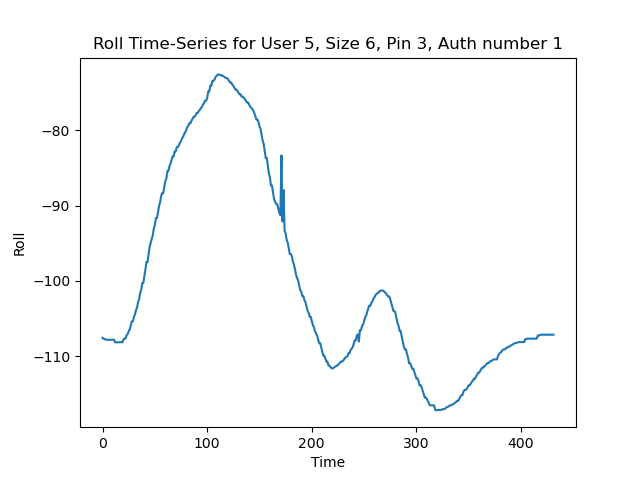 Roll Time-Series for User 5, Size 6, Pin 3, Auth number 1
−80
−90
−100
−110
Roll
0 100 200 300 400
Time